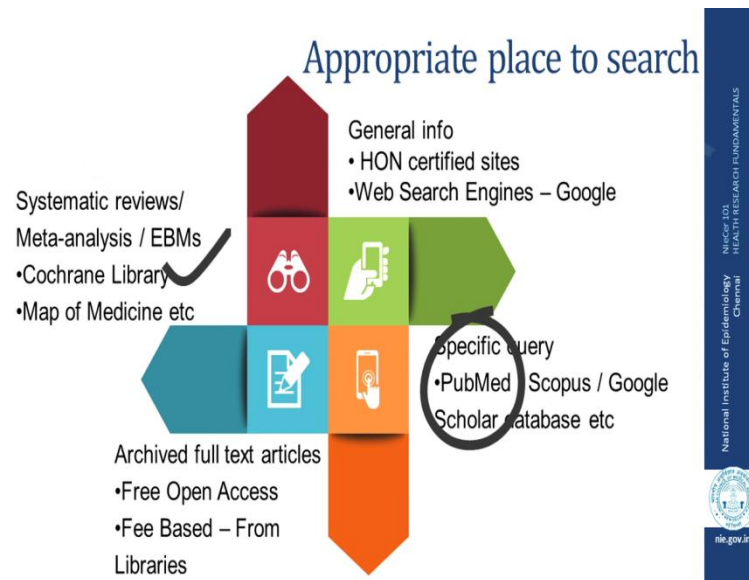 Appropriate place to search
General info
• HON certified sites
•Web Search Engines – Google
Systematic reviews/
Meta-analysis / EBMs
•Cochrane Library
•Map of Medicine etc
Specific query
•PubMed Scopus / Google
Scholar database etc
Archived full text articles
•Free Open Access
•Fee Based – From
Libraries
NieCer 101
HEALTH RESEARCH FUNDAMENTALS
National Institute of Epidemiology
Chennai
nie.gov.in